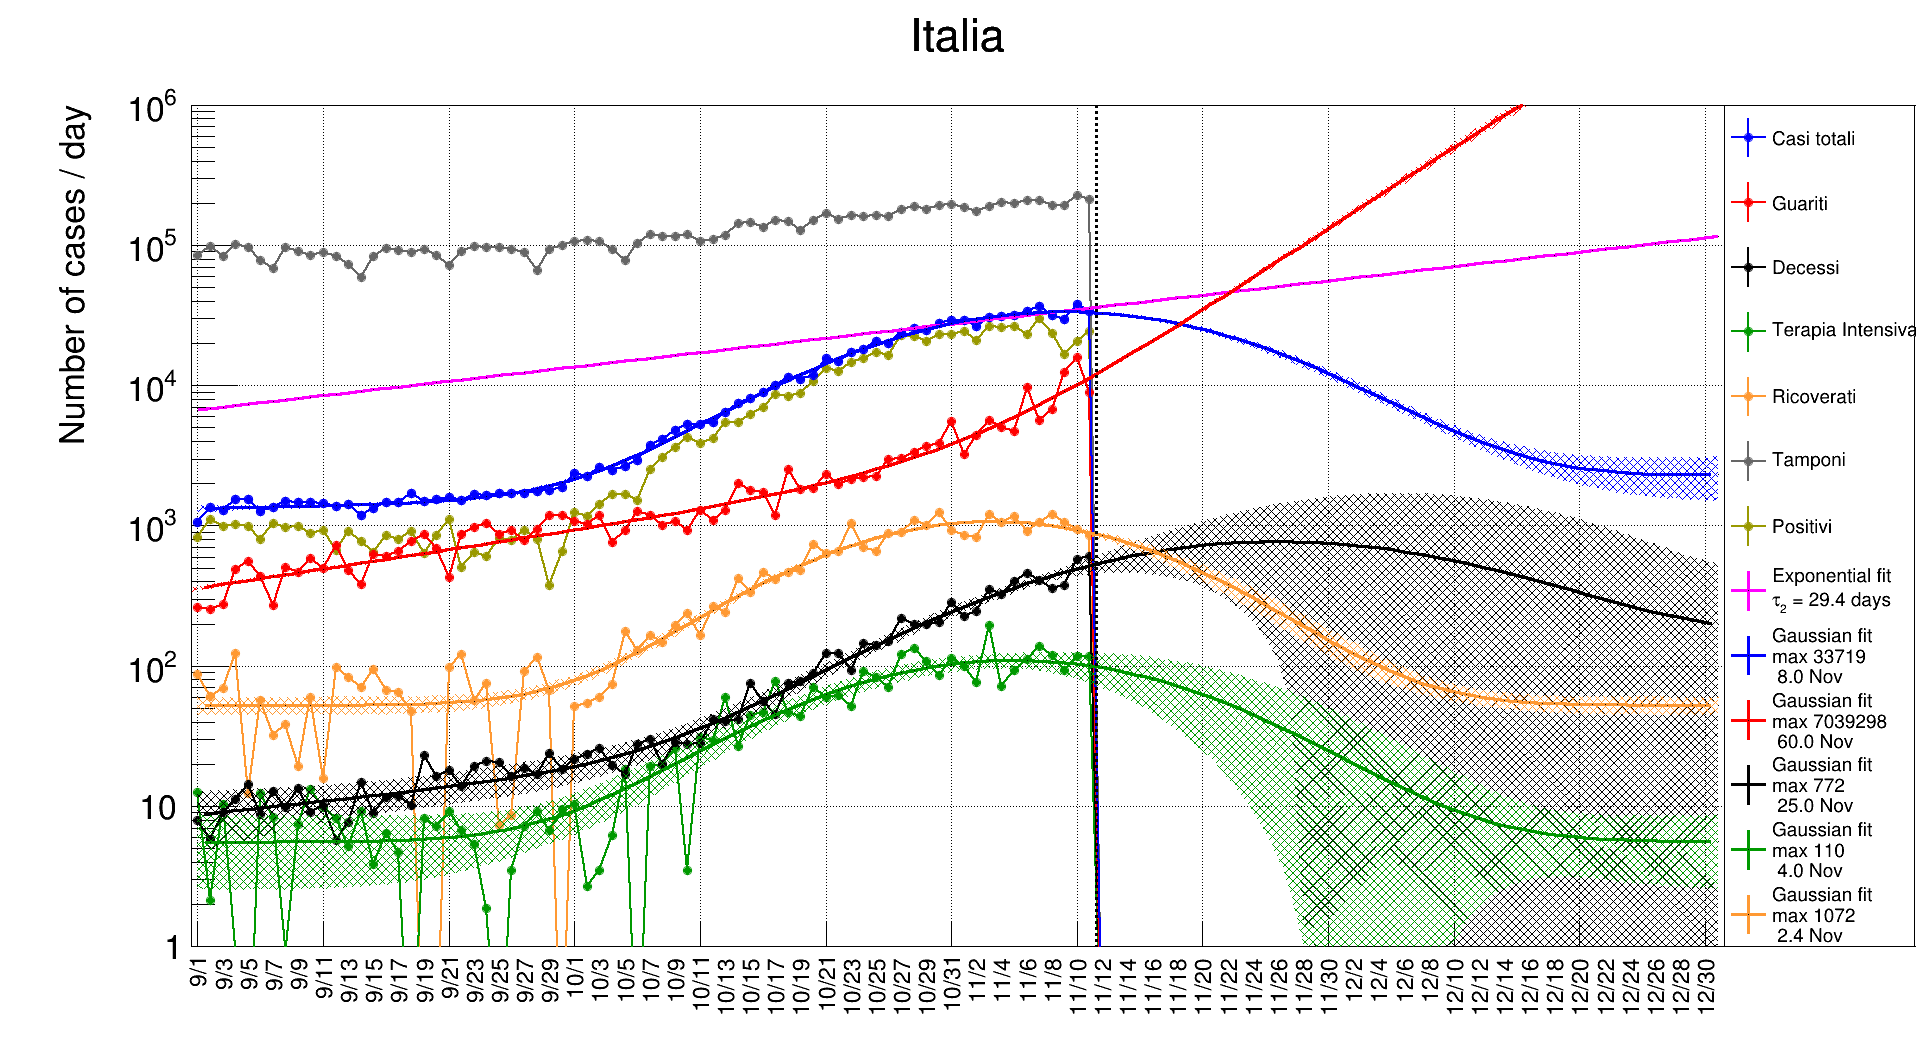 Italia
Number of cases / day
10^6
10^5
10^4
10^3
10^2
10
1
9/1
9/3
9/5
9/7
9/9
9/11
9/13
9/15
9/17
9/19
9/21
9/23
9/25
9/27
9/29
10/1
10/3
10/5
10/7
10/9
10/11
10/13
10/15
10/17
10/19
10/21
10/23
10/25
10/27
10/29
10/31
11/2
11/4
11/6
11/8
11/10
11/12
11/14
11/16
11/18
11/20
11/22
11/24
11/26
11/28
11/30
12/2
12/4
12/6
12/8
12/10
12/12
12/14
12/16
12/18
12/20
12/22
12/24
12/26
12/28
12/30
Casi totali
Guariti
Decessi
Terapia Intensiva
Ricoverati
Tamponi
Positivi
Exponential fit
τ₂ = 29.4 days
Gaussian fit
max 33719
8.0 Nov
Gaussian fit
max 7039298
60.0 Nov
Gaussian fit
max 772
25.0 Nov
Gaussian fit
max 110
4.0 Nov
Gaussian fit
max 1072
2.4 Nov